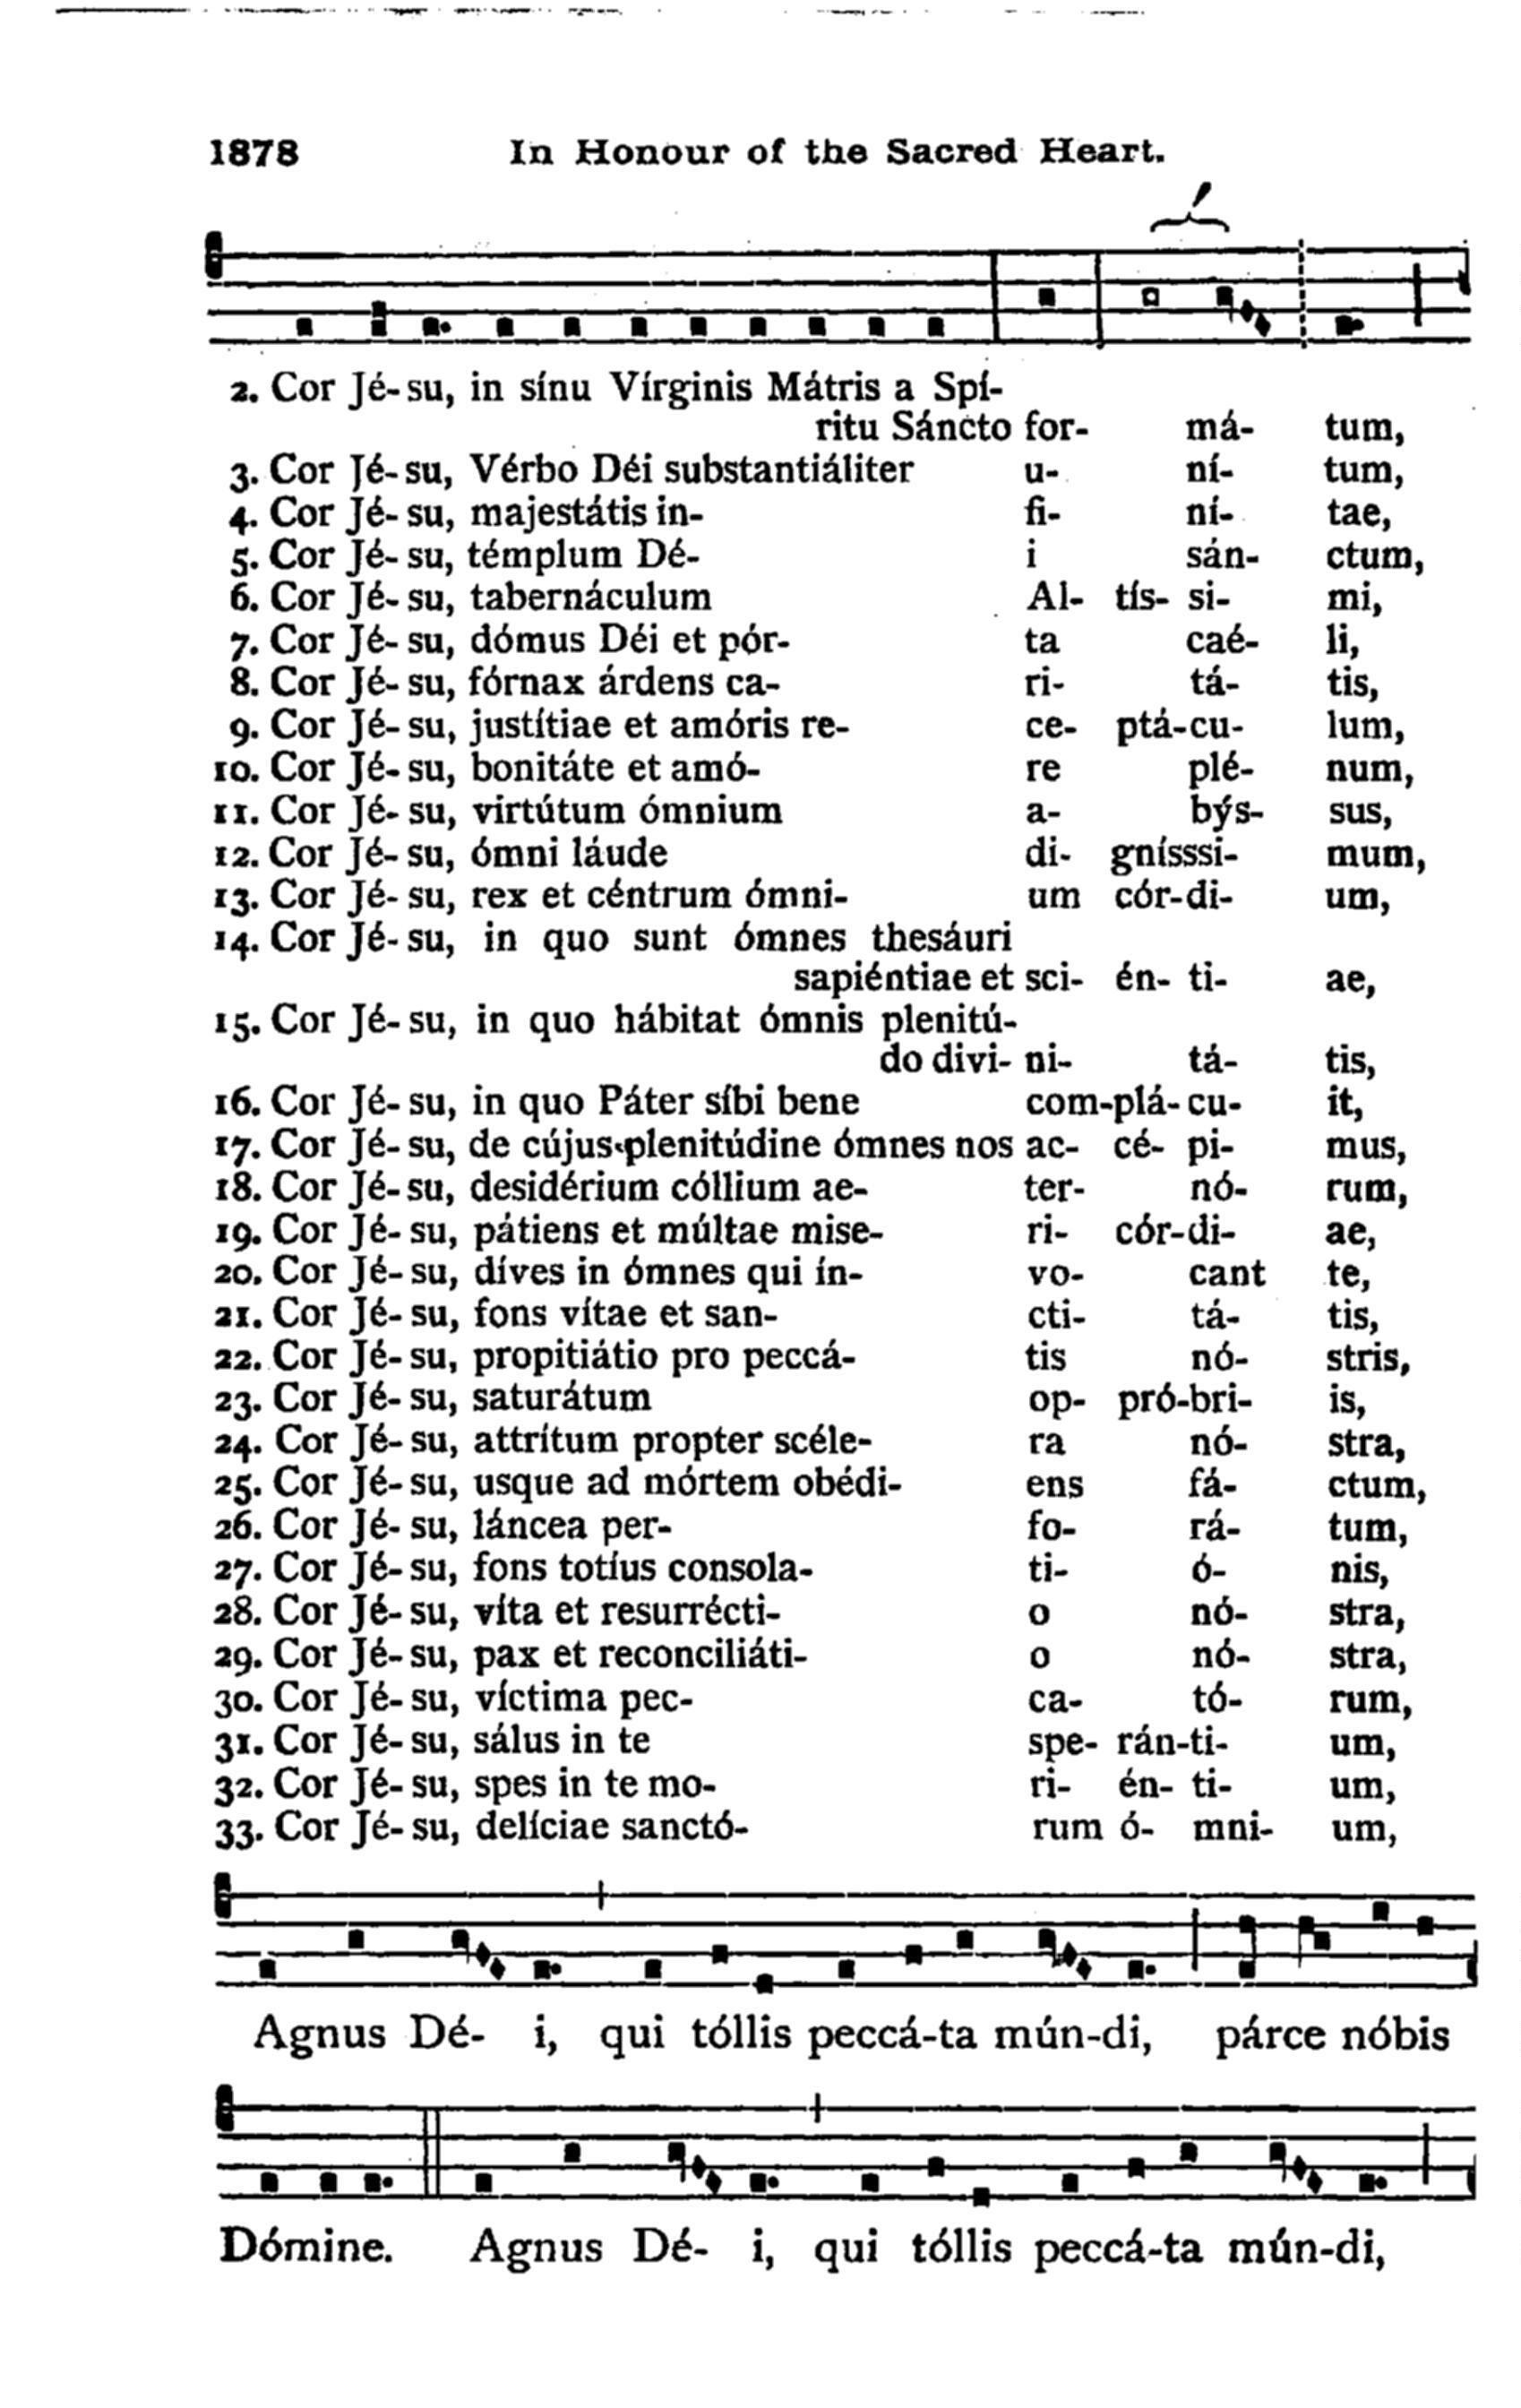 1878 In Honour of the Sacred Heart.
2. Cor Jé- su, in sínu Vírginis Mátris a Spí-
ritu Sáncto for- má- tum,
3. Cor Jé- su, Vérbo Déi substantiáliter u- ní- tum,
4. Cor Jé- su, majestátis in- fi- ní- tae,
5. Cor Jé- su, témplum Dé- i sán- ctum,
6. Cor Jé- su, tabernáculum Al- tís- si- mi,
7. Cor Jé- su, dómus Déi et pór- ta caé- li,
8. Cor Jé- su, fórnax árdens ca- ri- tá- tis,
9. Cor Jé- su, justítiae et amóris re- ce- ptá-cu- lum,
10. Cor Jé- su, bonitáte et amó- re plé- num,
11. Cor Jé- su, virtútum ómnium a- býs- sus,
12. Cor Jé- su, ómni láude di- gnísssi- mum,
13. Cor Jé- su, rex et céntrum ómni- um cór-di- um,
14. Cor Jé- su, in quo sunt ómnes thesáuri
sapiéntiae et sci- én- ti- ae,
15. Cor Jé- su, in quo hábitat ómnis plenitú-
do divi- ni- tá- tis,
16. Cor Jé- su, in quo Páter síbi bene com-plá- cu- it,
17. Cor Jé- su, de cújus plenitúdine ómnes nos ac- cé- pi- mus,
18. Cor Jé- su, desidérium cóllium ae- ter- nó- rum,
19. Cor Jé- su, pátiens et múltae mise- ri- cór-di- ae,
20. Cor Jé- su, díves in ómnes qui ín- vo- cant te,
21. Cor Jé- su, fons vítae et san- cti- tá- tis,
22. Cor Jé- su, propitiátio pro peccá- tis nó- stris,
23. Cor Jé- su, saturátum op- pró-bri- is,
24. Cor Jé- su, attrítum propter scéle- ra nó- stra,
25. Cor Jé- su, usque ad mórtem obédi- ens fá- ctum,
26. Cor Jé- su, láncea per- fo- rá- tum,
27. Cor Jé- su, fons totíus consola- ti- ó- nis,
28. Cor Jé- su, víta et resurrécti- o nó- stra,
29. Cor Jé- su, pax et reconciliáti- o nó- stra,
30. Cor Jé- su, víctima pec- ca- tó- rum,
31. Cor Jé- su, sálus in te spe- rán-ti- um,
32. Cor Jé- su, spes in te mo- ri- én- ti- um,
33. Cor Jé- su, delíciae sanctó- rum ó- mni- um,
Agnus Dé- i, qui tóllis peccá-ta mún-di, párce nóbis
Dómine. Agnus Dé- i, qui tóllis peccá-ta mún-di,